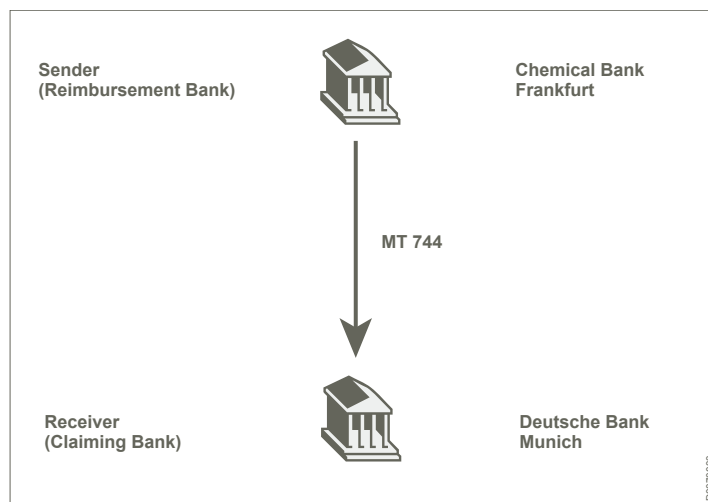 Sender
(Reimbursement Bank)
Chemical Bank
Frankfurt
MT 744
Receiver
(Claiming Bank)
Deutsche Bank
Munich